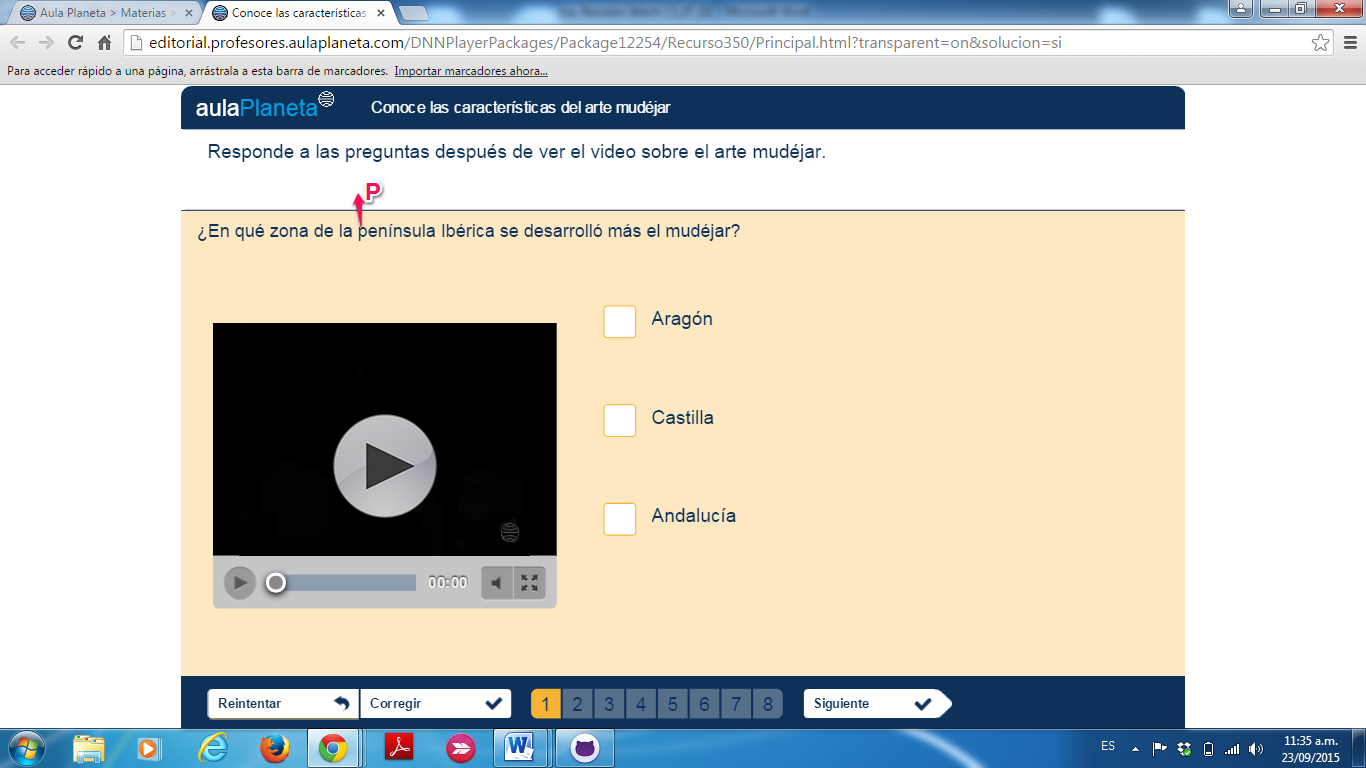 Aula Planeta > Materias >
Conoce las características
editorial.profesores.aulaplaneta.com/DNNPlayerPackages/Package12254/Recurso350/Principal.html?transparent=on&solucion=si
Para acceder rápido a una página, arrástrala a esta barra de marcadores. Importar marcadores ahora...
aulaPlaneta
Conoce las características del arte mudéjar
Responde a las preguntas después de ver el video sobre el arte mudéjar.
P
¿En qué zona de la península Ibérica se desarrolló más el mudéjar?
Aragón
Castilla
Andalucía
00:00
Reintentar
Corregir
1 2 3 4 5 6 7 8
Siguiente
ES
11:35 a.m.
23/09/2015